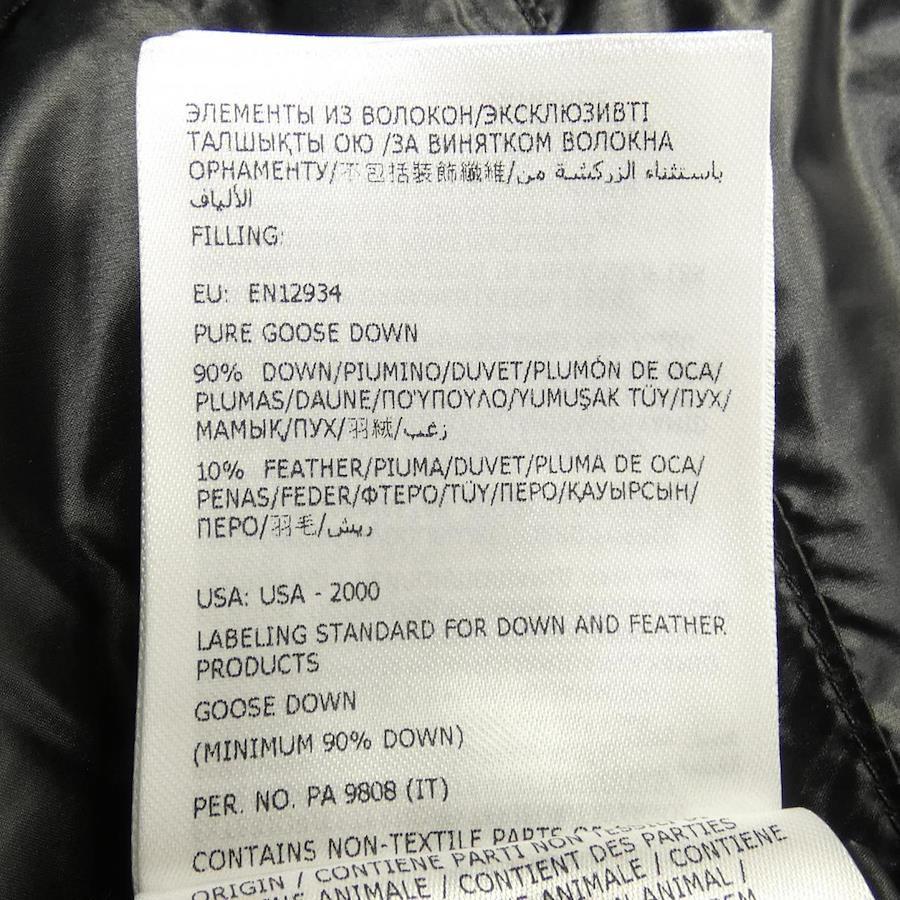 ЭЛЕМЕНТЫ ИЗ ВОЛОКОН/ЭКСКЛЮЗИВТІ
ТАЛШЫҚТЫ ОЮ /ЗА ВИНЯТКОМ ВОЛОКНА
ОРНАМЕНТУ/不包括裝飾纖維/باستثناء الزركشة من
الألياف
FILLING:
EU: EN12934
PURE GOOSE DOWN
90% DOWN/PIUMINO/DUVET/PLUMÓN DE OCA/
PLUMAS/DAUNE/ΠΟΎΠΟΥΛΟ/YUMUŞAK TÜY/ПУХ/
МАМЫҚ/ПУХ/羽絨/زغب
10% FEATHER/PIUMA/DUVET/PLUMA DE OCA/
PENAS/FEDER/ΦΤΕΡΌ/TÜY/ПЕРО/ҚАУЫРСЫН/
ПЕРО/羽毛/ريش
USA: USA - 2000
LABELING STANDARD FOR DOWN AND FEATHER
PRODUCTS
GOOSE DOWN
(MINIMUM 90% DOWN)
PER. NO. PA 9808 (IT)
CONTAINS NON-TEXTILE PARTS
ORIGIN / CONTIENE PARTI NON
ANIMALE / CONTIENT DES PARTIES
ANIMALE / CONTIENE
ANIMAL /